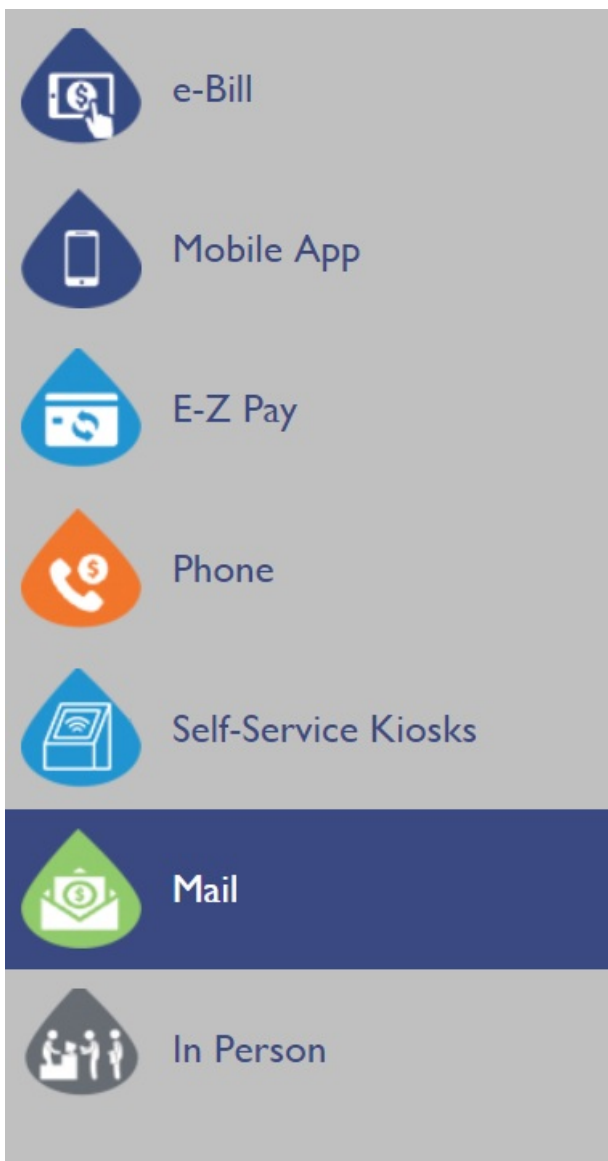 e-Bill
Mobile App
E-Z Pay
Phone
Self-Service Kiosks
Mail
In Person